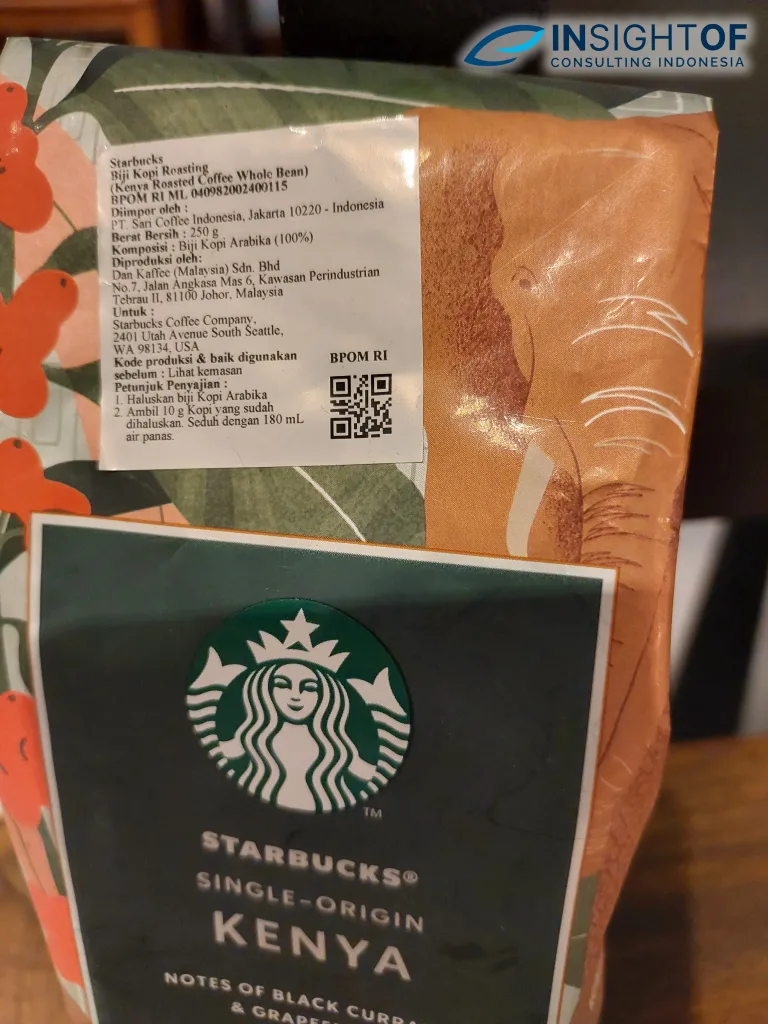 INSIGHTOF
CONSULTING INDONESIA
Starbucks
Biji Kopi Roasting
(Kenya Roasted Coffee Whole Bean)
BPOM RI ML 040982002400115
Diimpor oleh :
PT. Sari Coffee Indonesia, Jakarta 10220 - Indonesia
Berat Bersih : 250 g
Komposisi : Biji Kopi Arabika (100%)
Diproduksi oleh:
Dan Kaffee (Malaysia) Sdn. Bhd
No.7, Jalan Angkasa Mas 6, Kawasan Perindustrian
Tebrau II, 81100 Johor, Malaysia
Untuk :
Starbucks Coffee Company,
2401 Utah Avenue South Seattle,
WA 98134, USA
Kode produksi & baik digunakan
sebelum : Lihat kemasan
Petunjuk Penyajian :
1. Haluskan biji Kopi Arabika
2. Ambil 10 g Kopi yang sudah
dihaluskan. Seduh dengan 180 mL
air panas.
BPOM RI
TM
STARBUCKS®
SINGLE-ORIGIN
KENYA
NOTES OF BLACK CURRA
& GRAPEF